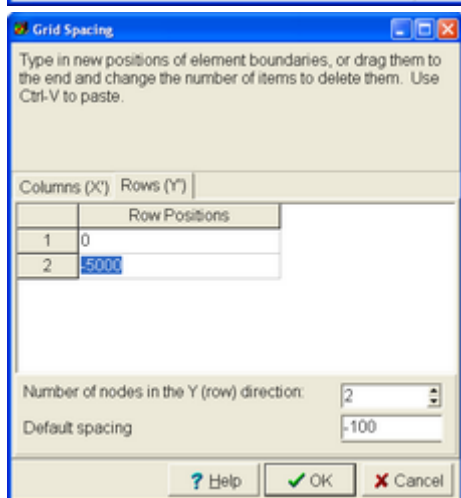 Grid Spacing
Type in new positions of element boundaries, or drag them to
the end and change the number of items to delete them. Use
Ctrl-V to paste.
Columns (X') Rows (Y')
Row Positions
1 0
2 -5000
Number of nodes in the Y (row) direction: 2
Default spacing -100
? Help OK Cancel